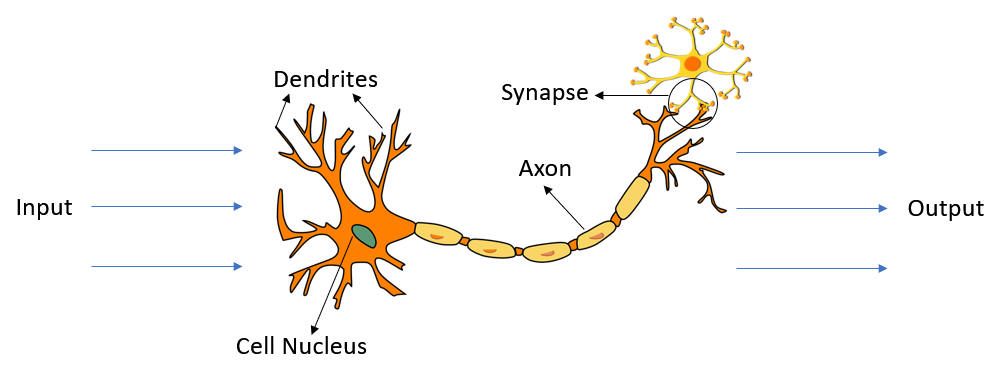 Dendrites
Synapse
Axon
Input
Output
Cell Nucleus